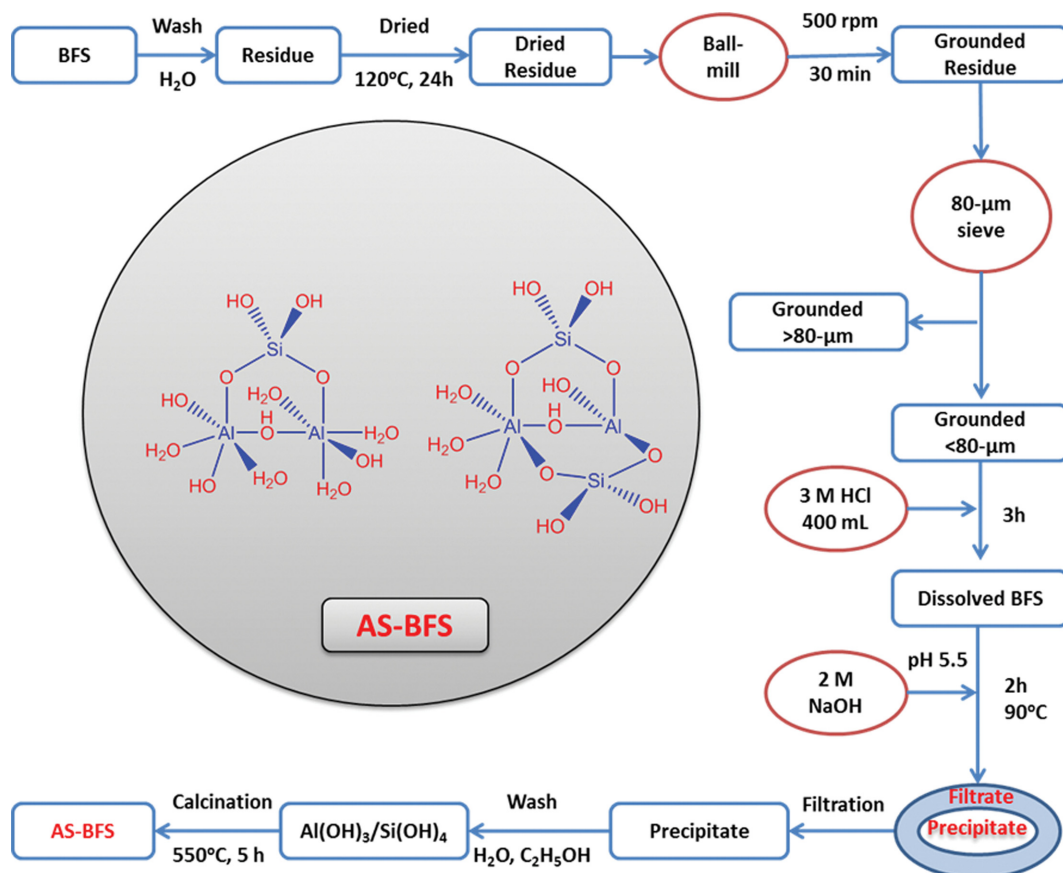 Wash
Dried
500 rpm
BFS
Residue
Dried
Residue
Ball-
mill
Grounded
Residue
H₂O
120°C, 24h
30 min
80-µm
sieve
Grounded
>80-µm
Grounded
<80-µm
3 M HCl
400 mL
3h
Dissolved BFS
pH 5.5
2 M
NaOH
2h
90°C
Filtrate
Precipitate
Filtration
Precipitate
Wash
H₂O, C₂H₅OH
Al(OH)₃/Si(OH)₄
Calcination
550°C, 5 h
AS-BFS
HO
OH
Si
O
O
HO
H₂O
H
Al
O
Al
H₂O
H₂O
OH
HO
H₂O
H₂O
HO
OH
Si
O
O
H₂O
HO
H
Al
O
Al
H₂O
O
O
H₂O
Si
HO
OH
AS-BFS